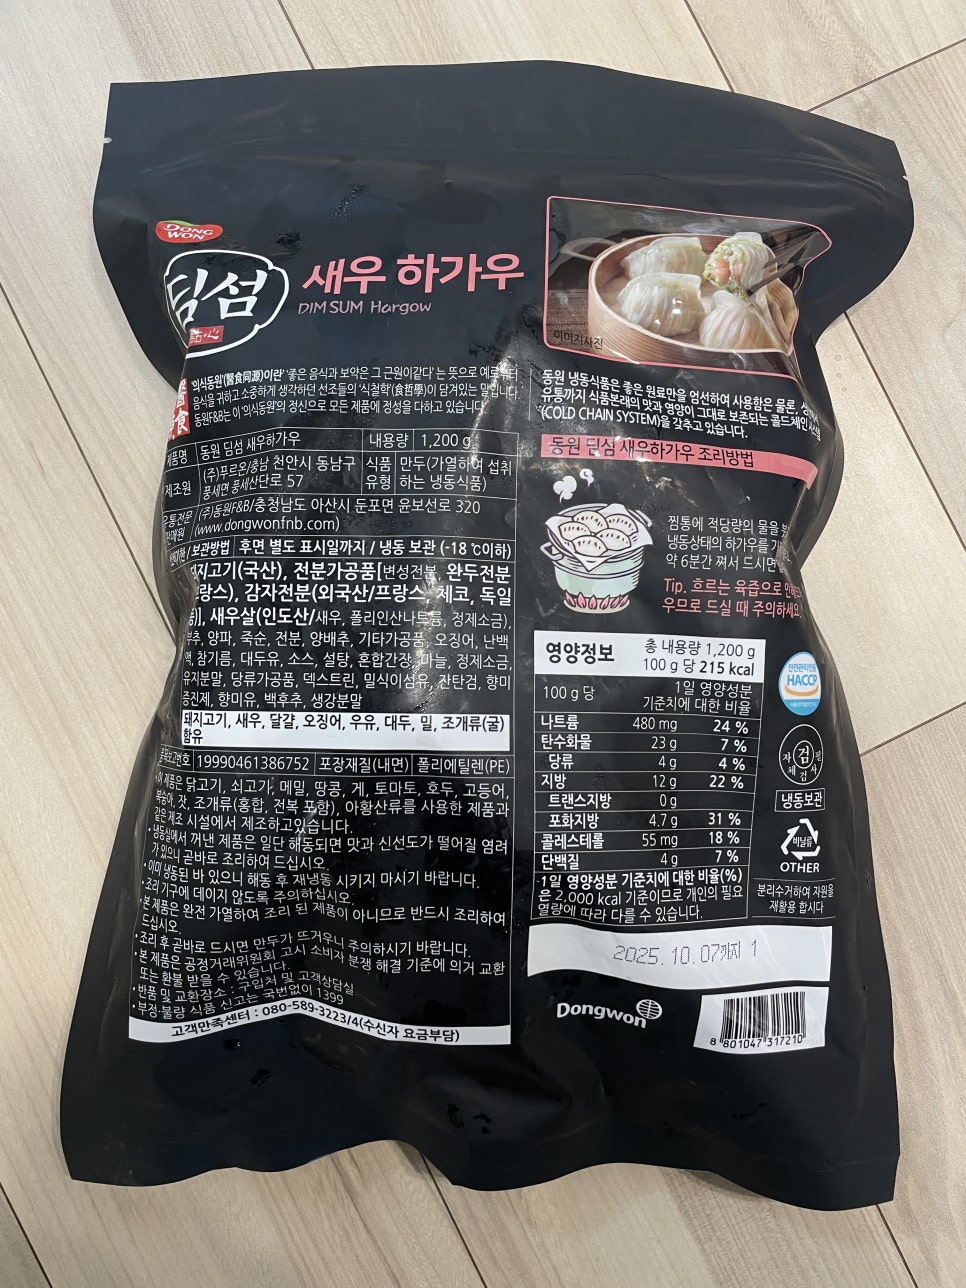 DONG
WON
딤섬
點心
새우 하가우
DIM SUM Hargow
이미지사진
'의식동원'(醫食同源)이란' '좋은 음식과 보약은 그 근원이같다' 는 뜻으로 예로부터
음식을 귀하고 소중하게 생각하던 선조들의 '식철학'(食哲學)이 담겨있는 말입니다.
동원F&B는 이 '의식동원'의 정신으로 모든 제품에 정성을 다하고 있습니다.
제품명 동원 딤섬 새우하가우 내용량 1,200 g
제조원 (주)푸르온/충남 천안시 동남구
풍세면 풍세산단로 57
식품
유형
만두(가열하여 섭취
하는 냉동식품)
(주)동원F&B/충청남도 아산시 둔포면 윤보선로 320
(www.dongwonfnb.com)
/보관방법 후면 별도 표시일까지 / 냉동 보관 (-18 ℃이하)
돼지고기(국산), 전분가공품[변성전분, 완두전분
감자전분(외국산/프랑스, 체코, 독일
등)], 새우살(인도산/새우, 폴리인산나트륨, 정제소금),
부추, 양파, 죽순, 전분, 양배추, 기타가공품, 오징어, 난백
액, 참기름, 대두유, 소스, 설탕, 혼합간장, 마늘, 정제소금,
당류가공품, 덱스트린, 밀식이섬유, 잔탄검, 향미
증진제, 향미유, 백후추, 생강분말
돼지고기, 새우, 달걀, 오징어, 우유, 대두, 밀, 조개류(굴)
함유
품목보고번호 19990461386752 포장재질(내면) 폴리에틸렌(PE)
•이 제품은 닭고기, 쇠고기, 메밀, 땅콩, 게, 토마토, 호두, 고등어,
복숭아, 잣, 조개류(홍합, 전복 포함), 아황산류를 사용한 제품과
같은 제조 시설에서 제조하고있습니다.
•냉동실에서 꺼낸 제품은 일단 해동되면 맛과 신선도가 떨어질 염려
가 있으니 곧바로 조리하여 드십시오.
•이미 냉동된 바 있으니 해동 후 재냉동 시키지 마시기 바랍니다.
•조리 기구에 데이지 않도록 주의하십시오.
•본 제품은 완전 가열하여 조리 된 제품이 아니므로 반드시 조리하여
드십시오.
•조리 후 곧바로 드시면 만두가 뜨거우니 주의하시기 바랍니다.
•본 제품은 공정거래위원회 고시 소비자 분쟁 해결 기준에 의거 교환
또는 환불 받을 수 있습니다.
•반품 및 교환장소 : 구입처 및 고객상담실
•부정·불량 식품 신고는 국번없이 1399
고객만족센터 : 080-589-3223/4(수신자 요금부담)
동원 냉동식품은 좋은 원료만을 엄선하여 사용함은 물론,
유통까지 식품본래의 맛과 영양이 그대로 보존되는 콜드체인
(COLD CHAIN SYSTEM)을 갖추고 있습니다.
동원 딤섬 새우하가우 조리방법
찜통에 적당량의 물을
냉동상태의 하가우를
약 6분간 쪄서 드시면
Tip. 흐르는 육즙으로
우므로 드실 때 주의하세요.
영양정보 총 내용량 1,200 g
100 g 당 215 kcal
100 g 당 1일 영양성분
기준치에 대한 비율
나트륨 480 mg 24 %
탄수화물 23 g 7 %
당류 4 g 4 %
지방 12 g 22 %
트랜스지방 0 g
포화지방 4.7 g 31 %
콜레스테롤 55 mg 18 %
단백질 4 g 7 %
1일 영양성분 기준치에 대한 비율(%)
은 2,000 kcal 기준이므로 개인의 필요
열량에 따라 다를 수 있습니다.
안전관리인증
HACCP
자체검사필
검
냉동보관
비닐류
OTHER
분리수거하여 자원을
재활용 합시다
2025.10.07까지 1
Dongwon
8 801047 317210